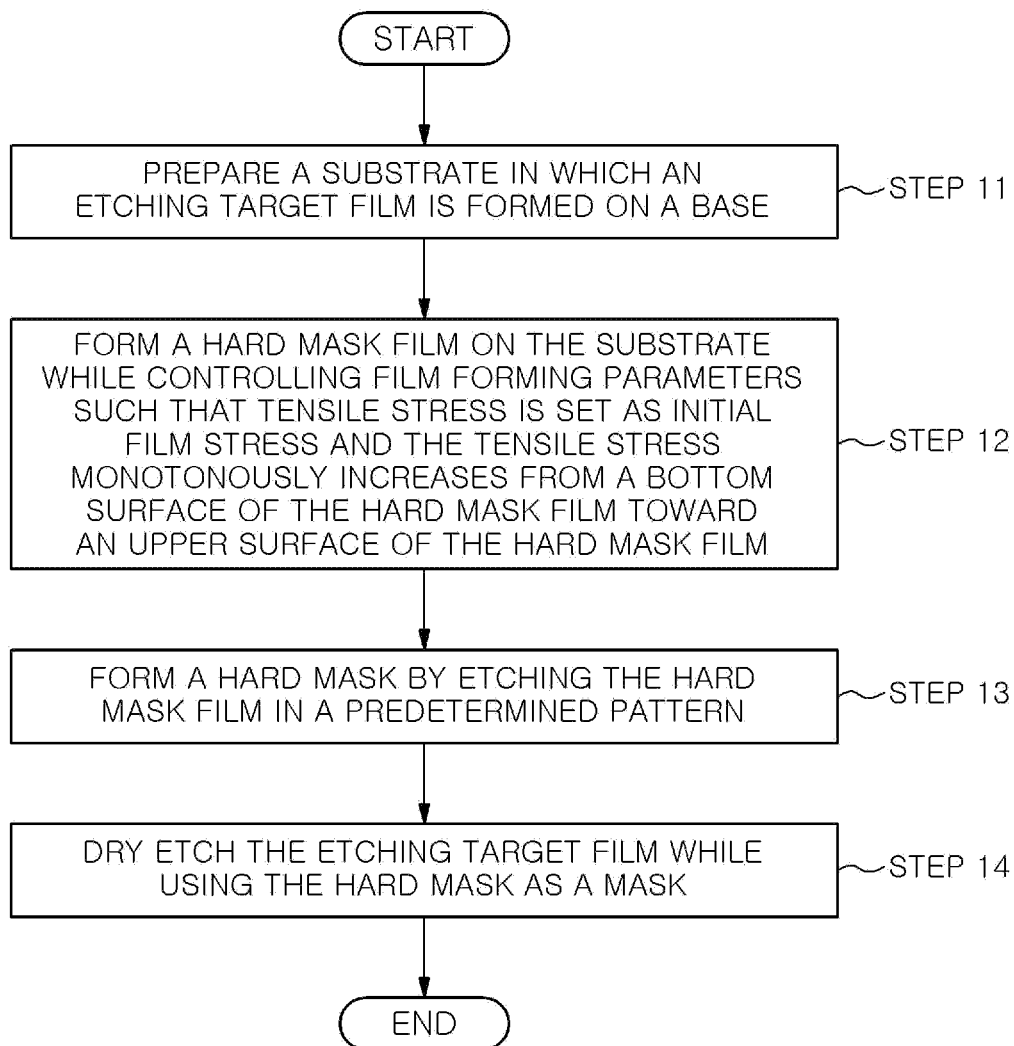 START
PREPARE A SUBSTRATE IN WHICH AN
ETCHING TARGET FILM IS FORMED ON A BASE
STEP 11
FORM A HARD MASK FILM ON THE SUBSTRATE
WHILE CONTROLLING FILM FORMING PARAMETERS
SUCH THAT TENSILE STRESS IS SET AS INITIAL
FILM STRESS AND THE TENSILE STRESS
MONOTONOUSLY INCREASES FROM A BOTTOM
SURFACE OF THE HARD MASK FILM TOWARD
AN UPPER SURFACE OF THE HARD MASK FILM
STEP 12
FORM A HARD MASK BY ETCHING THE HARD
MASK FILM IN A PREDETERMINED PATTERN
STEP 13
DRY ETCH THE ETCHING TARGET FILM WHILE
USING THE HARD MASK AS A MASK
STEP 14
END